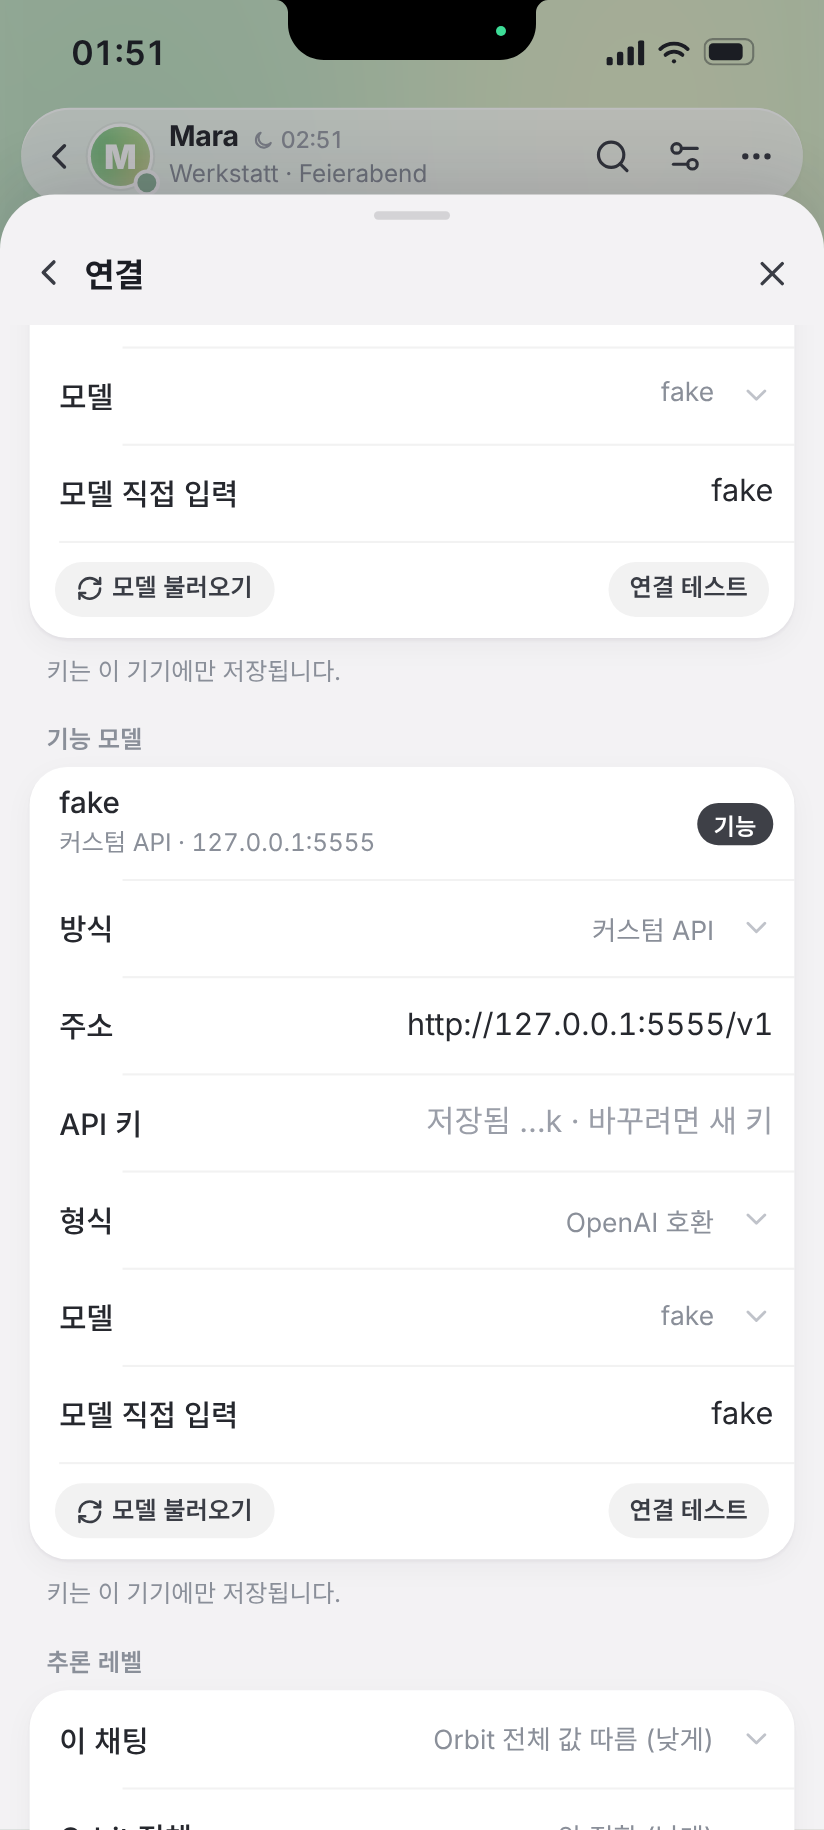 01:51
Mara 02:51
Werkstatt · Feierabend
M
연결
모델 fake
모델 직접 입력 fake
모델 불러오기 연결 테스트
키는 이 기기에만 저장됩니다.
기능 모델
fake
커스텀 API · 127.0.0.1:5555
기능
방식 커스텀 API
주소 http://127.0.0.1:5555/v1
API 키 저장됨 ...k · 바꾸려면 새 키
형식 OpenAI 호환
모델 fake
모델 직접 입력 fake
모델 불러오기 연결 테스트
키는 이 기기에만 저장됩니다.
추론 레벨
이 채팅 Orbit 전체 값 따름 (낮게)